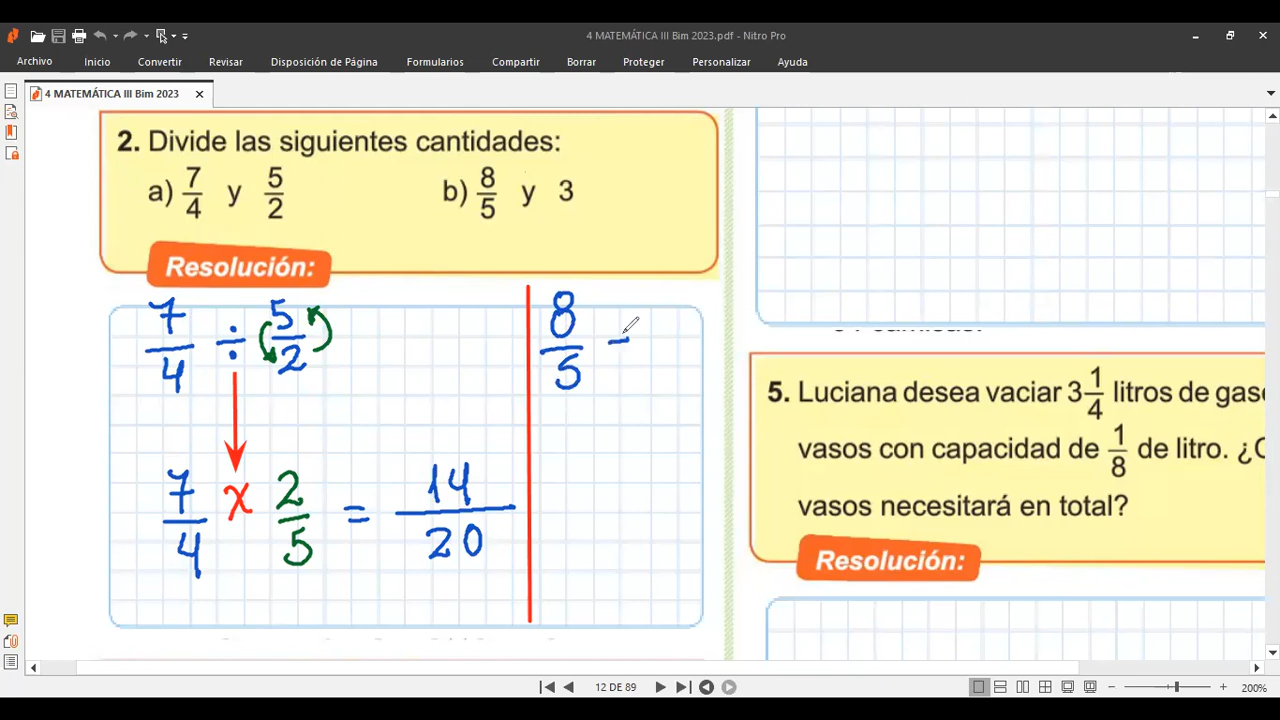 4 MATEMÁTICA III Bim 2023.pdf - Nitro Pro
Archivo Inicio Convertir Revisar Disposición de Página Formularios Compartir Borrar Proteger Personalizar Ayuda
4 MATEMÁTICA III Bim 2023
2. Divide las siguientes cantidades:
a) 7/4 y 5/2 b) 8/5 y 3
Resolución:
7/4 ÷ 5/2
7/4 x 2/5 = 14/20
8/5 -
5. Luciana desea vaciar 3 1/4 litros de gas
vasos con capacidad de 1/8 de litro. ¿
vasos necesitará en total?
Resolución:
12 DE 89
200%